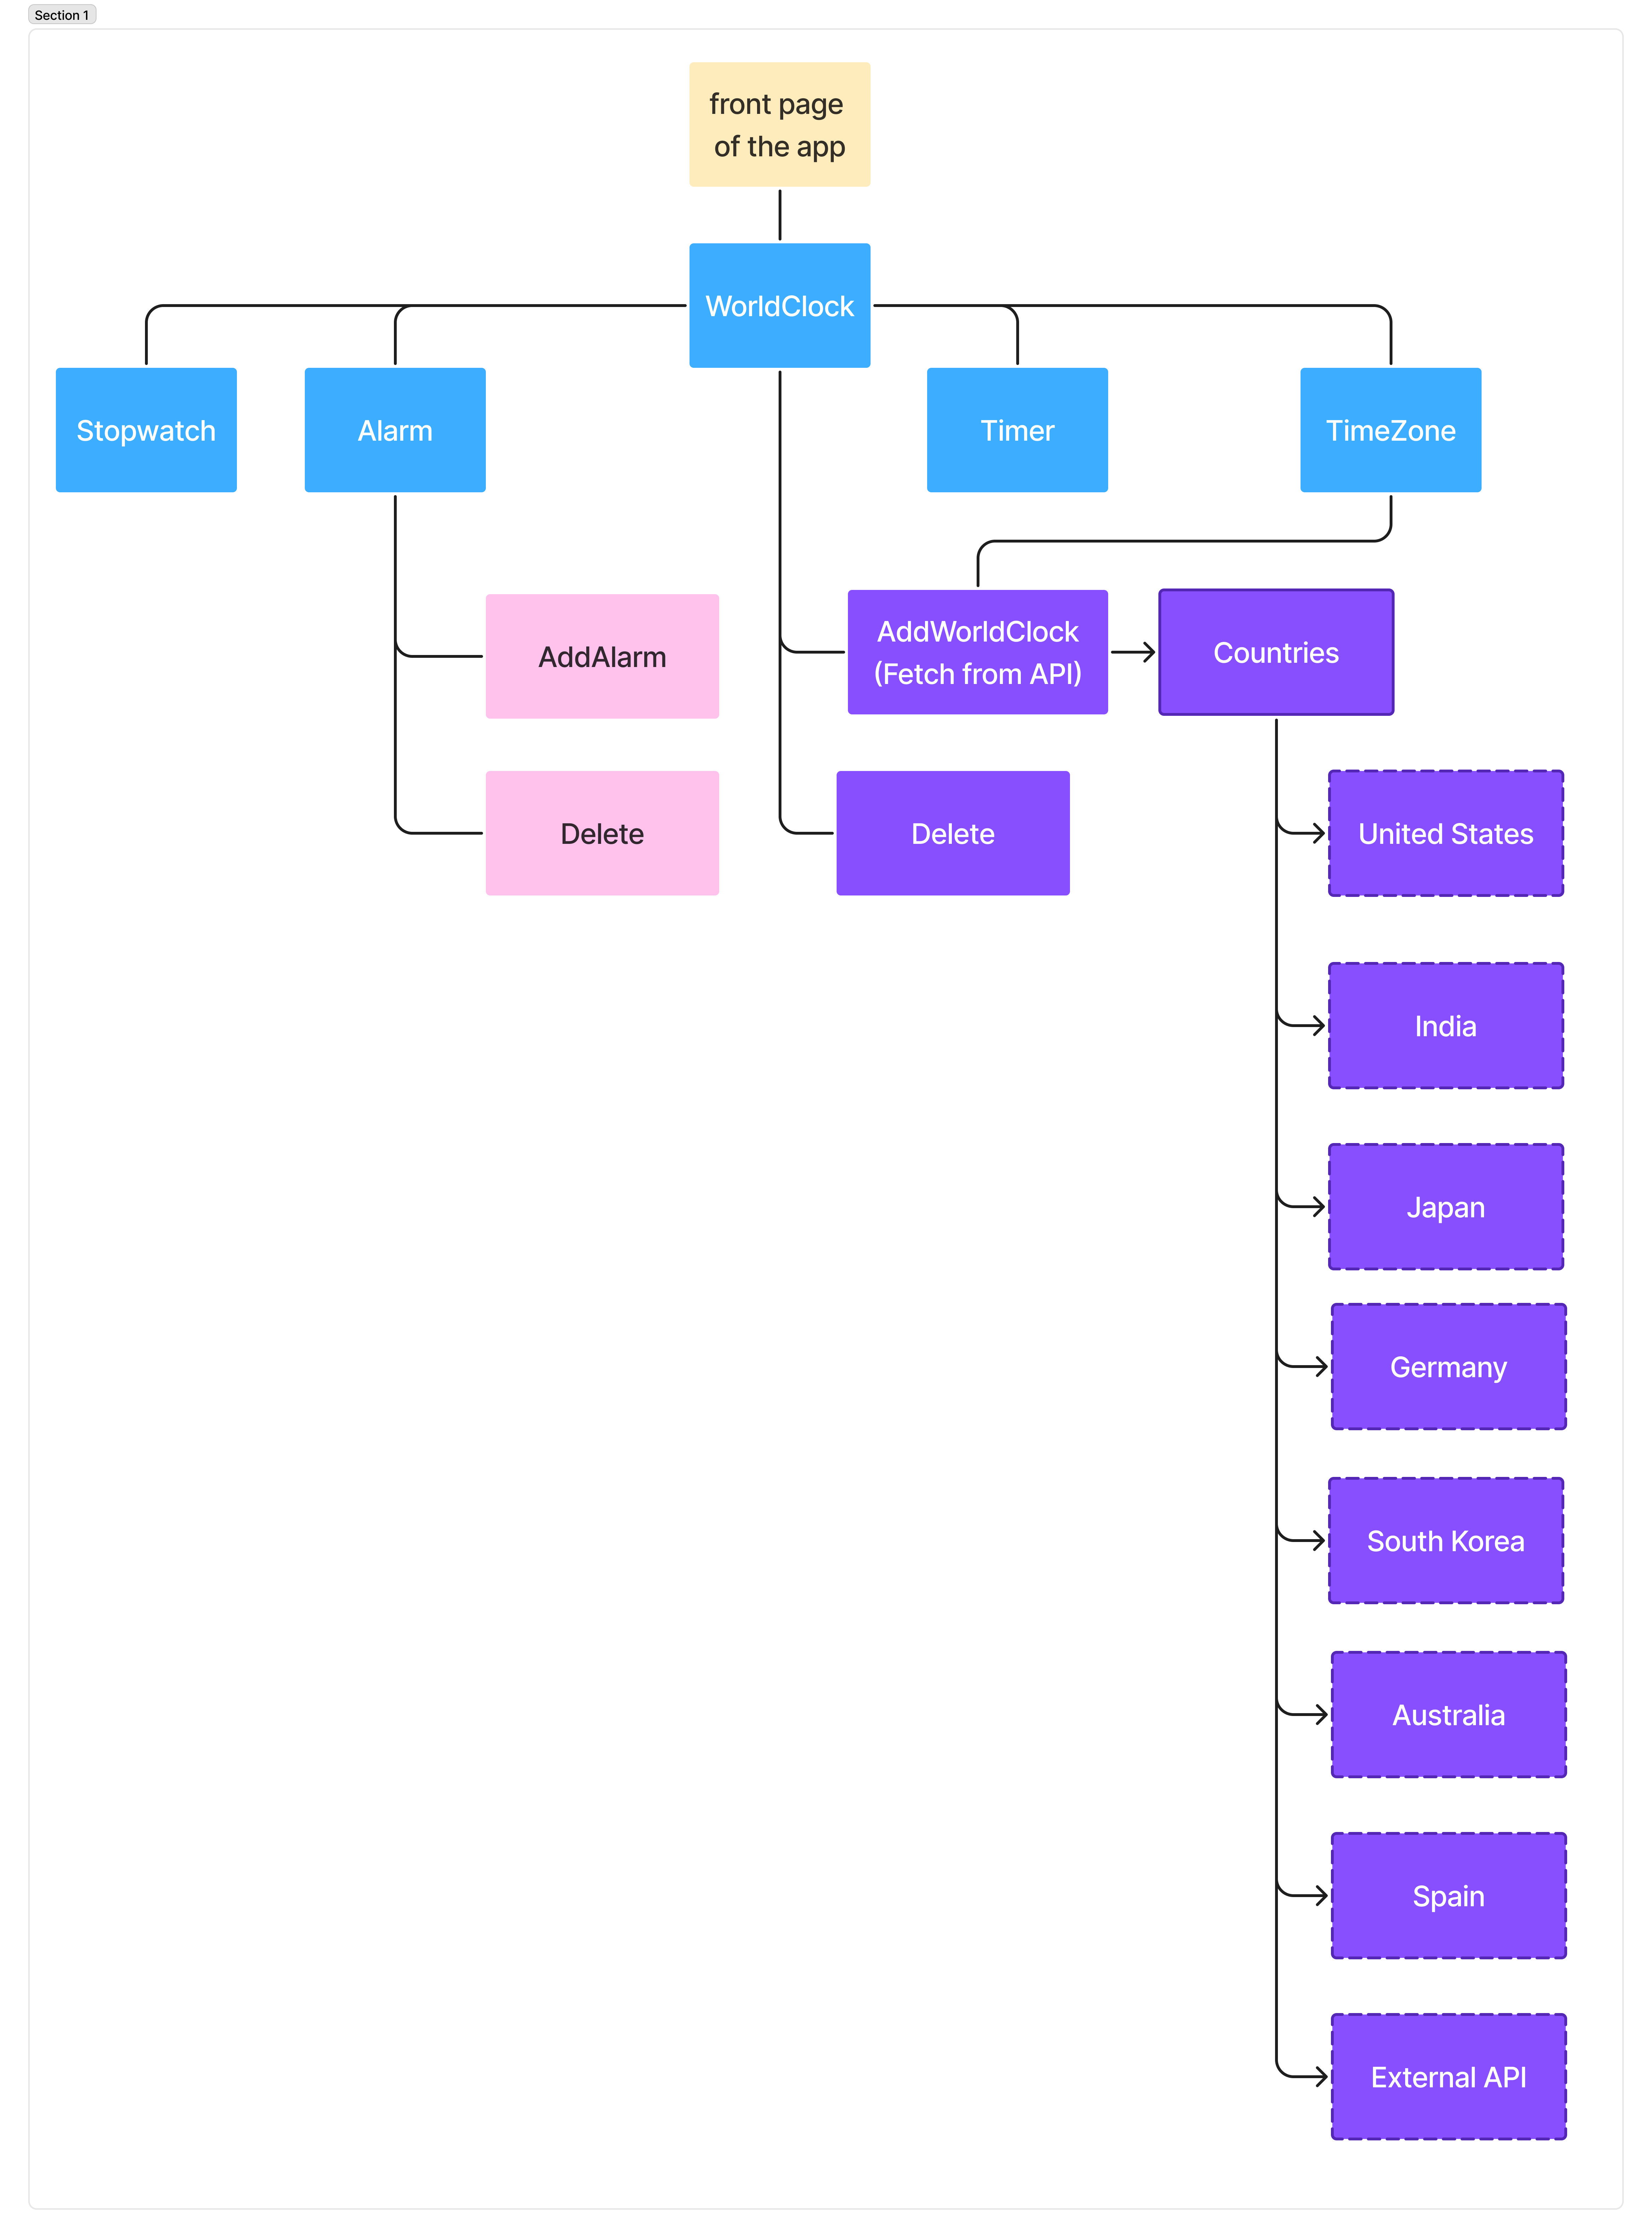 Section 1
front page
of the app
WorldClock
Stopwatch
Alarm
Timer
TimeZone
AddAlarm
AddWorldClock
(Fetch from API)
Countries
Delete
Delete
United States
India
Japan
Germany
South Korea
Australia
Spain
External API